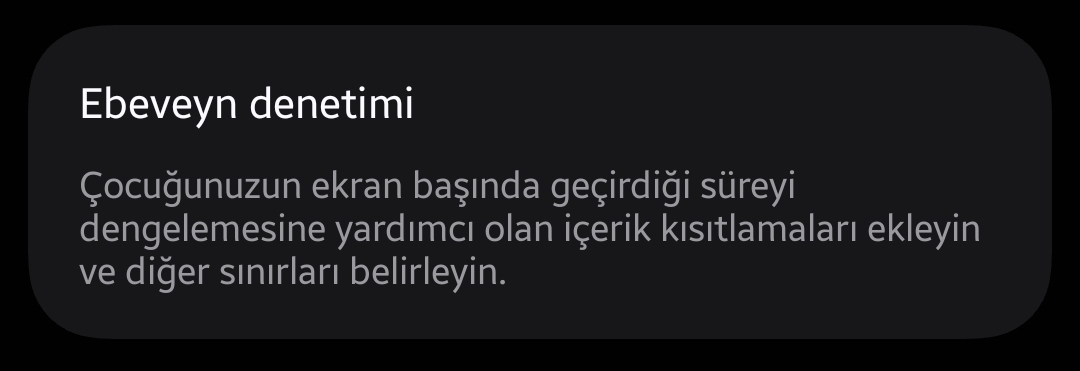 Ebeveyn denetimi
Çocuğunuzun ekran başında geçirdiği süreyi
dengelemesine yardımcı olan içerik kısıtlamaları ekleyin
ve diğer sınırları belirleyin.